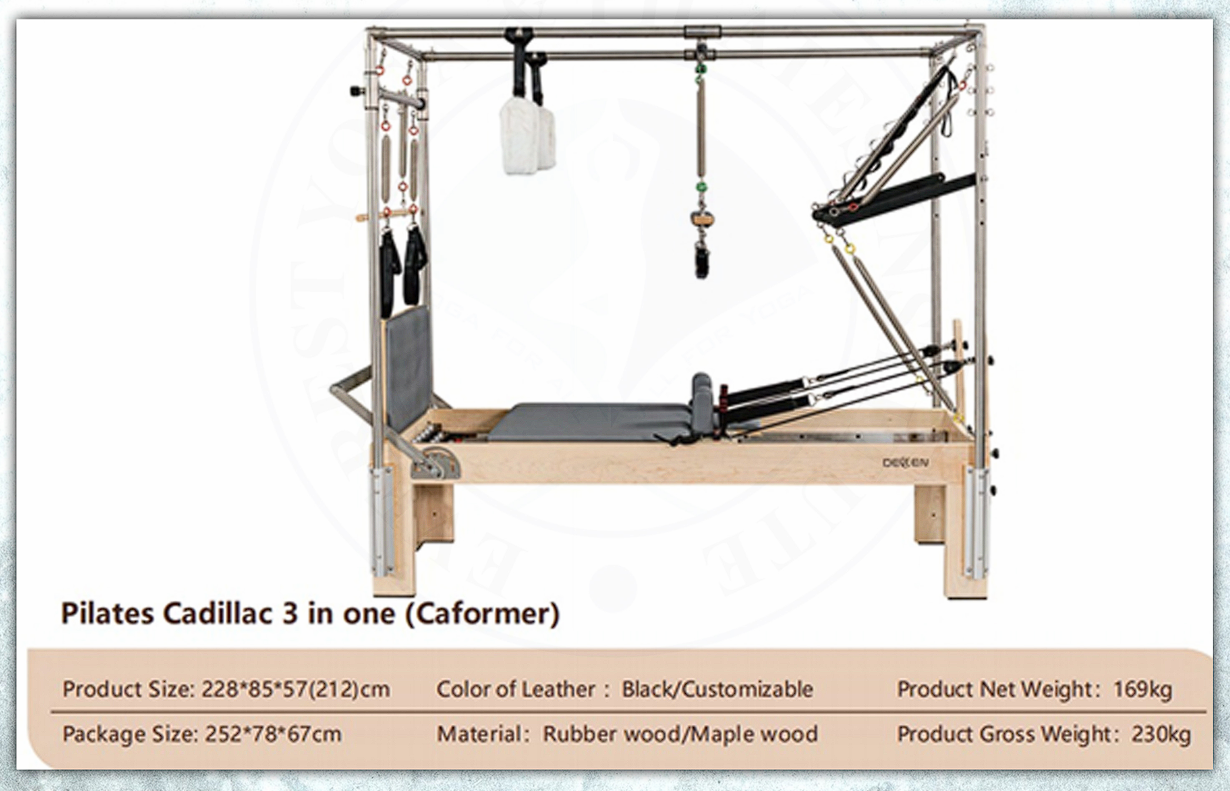 DERSEN
Pilates Cadillac 3 in one (Caformer)
Product Size: 228*85*57(212)cm
Color of Leather : Black/Customizable
Product Net Weight: 169kg
Package Size: 252*78*67cm
Material: Rubber wood/Maple wood
Product Gross Weight: 230kg